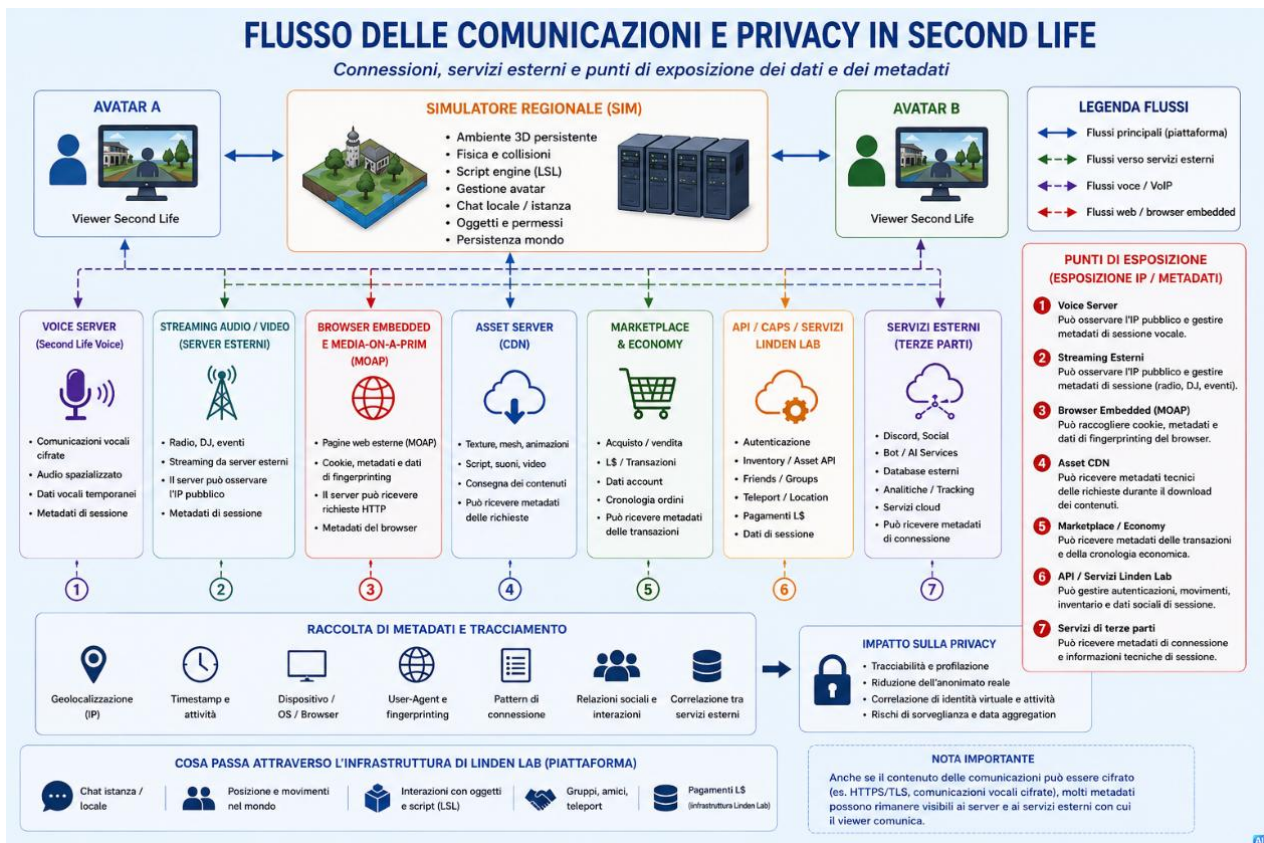 FLUSSO DELLE COMUNICAZIONI E PRIVACY IN SECOND LIFE
Connessioni, servizi esterni e punti di exposizione dei dati e dei metadati
AVATAR A
Viewer Second Life
SIMULATORE REGIONALE (SIM)
• Ambiente 3D persistente
• Fisica e collisioni
• Script engine (LSL)
• Gestione avatar
• Chat locale / istanza
• Oggetti e permessi
• Persistenza mondo
AVATAR B
Viewer Second Life
LEGENDA FLUSSI
Flussi principali (piattaforma)
Flussi verso servizi esterni
Flussi voce / VoIP
Flussi web / browser embedded
VOICE SERVER
(Second Life Voice)
• Comunicazioni vocali
cifrate
• Audio spazializzato
• Dati vocali temporanei
• Metadati di sessione
1
STREAMING AUDIO / VIDEO
(SERVER ESTERNI)
• Radio, DJ, eventi
• Streaming da server esterni
• Il server può osservare
l'IP pubblico
• Metadati di sessione
2
BROWSER EMBEDDED
E MEDIA-ON-A-PRIM
(MOAP)
• Pagine web esterne (MOAP)
• Cookie, metadati e dati
di fingerprinting
• Il server può ricevere
richieste HTTP
• Metadati del browser
3
ASSET SERVER
(CDN)
• Texture, mesh, animazioni
• Script, suoni, video
• Consegna dei contenuti
• Può ricevere metadati
delle richieste
4
MARKETPLACE
& ECONOMY
• Acquisto / vendita
• L$ / Transazioni
• Dati account
• Cronologia ordini
• Può ricevere metadati
delle transazioni
5
API / CAPS / SERVIZI
LINDEN LAB
• Autenticazione
• Inventory / Asset API
• Friends / Groups
• Teleport / Location
• Pagamenti L$
• Dati di sessione
6
SERVIZI ESTERNI
(TERZE PARTI)
• Discord, Social
• Bot / AI Services
• Database esterni
• Analitiche / Tracking
• Servizi cloud
• Può ricevere metadati
di connessione
7
PUNTI DI ESPOSIZIONE
(ESPOSIZIONE IP / METADATI)
1 Voice Server
Può osservare l'IP pubblico e gestire
metadati di sessione vocale.
2 Streaming Esterni
Può osservare l'IP pubblico e gestire
metadati di sessione (radio, DJ, eventi).
3 Browser Embedded (MOAP)
Può raccogliere cookie, metadati e
dati di fingerprinting del browser.
4 Asset CDN
Può ricevere metadati tecnici
delle richieste durante il download
dei contenuti.
5 Marketplace / Economy
Può ricevere metadati delle transazioni
e della cronologia economica.
6 API / Servizi Linden Lab
Può gestire autenticazioni, movimenti,
inventario e dati sociali di sessione.
7 Servizi di terze parti
Può ricevere metadati di connessione
e informazioni tecniche di sessione.
RACCOLTA DI METADATI E TRACCIAMENTO
Geolocalizzazione
(IP)
Timestamp e
attività
Dispositivo /
OS / Browser
User-Agent e
fingerprinting
Pattern di
connessione
Relazioni sociali e
interazioni
Correlazione tra
servizi esterni
IMPATTO SULLA PRIVACY
• Tracciabilità e profilazione
• Riduzione dell'anonimato reale
• Correlazione di identità virtuale e attività
• Rischi di sorveglianza e data aggregation
COSA PASSA ATTRAVERSO L'INFRASTRUTTURA DI LINDEN LAB (PIATTAFORMA)
Chat istanza /
locale
Posizione e movimenti
nel mondo
Interazioni con oggetti
e script (LSL)
Gruppi, amici,
teleport
Pagamenti L$
(infrastruttura Linden Lab)
NOTA IMPORTANTE
Anche se il contenuto delle comunicazioni può essere cifrato
(es. HTTPS/TLS, comunicazioni vocali cifrate), molti metadati
possono rimanere visibili ai server e ai servizi esterni con cui
il viewer comunica.